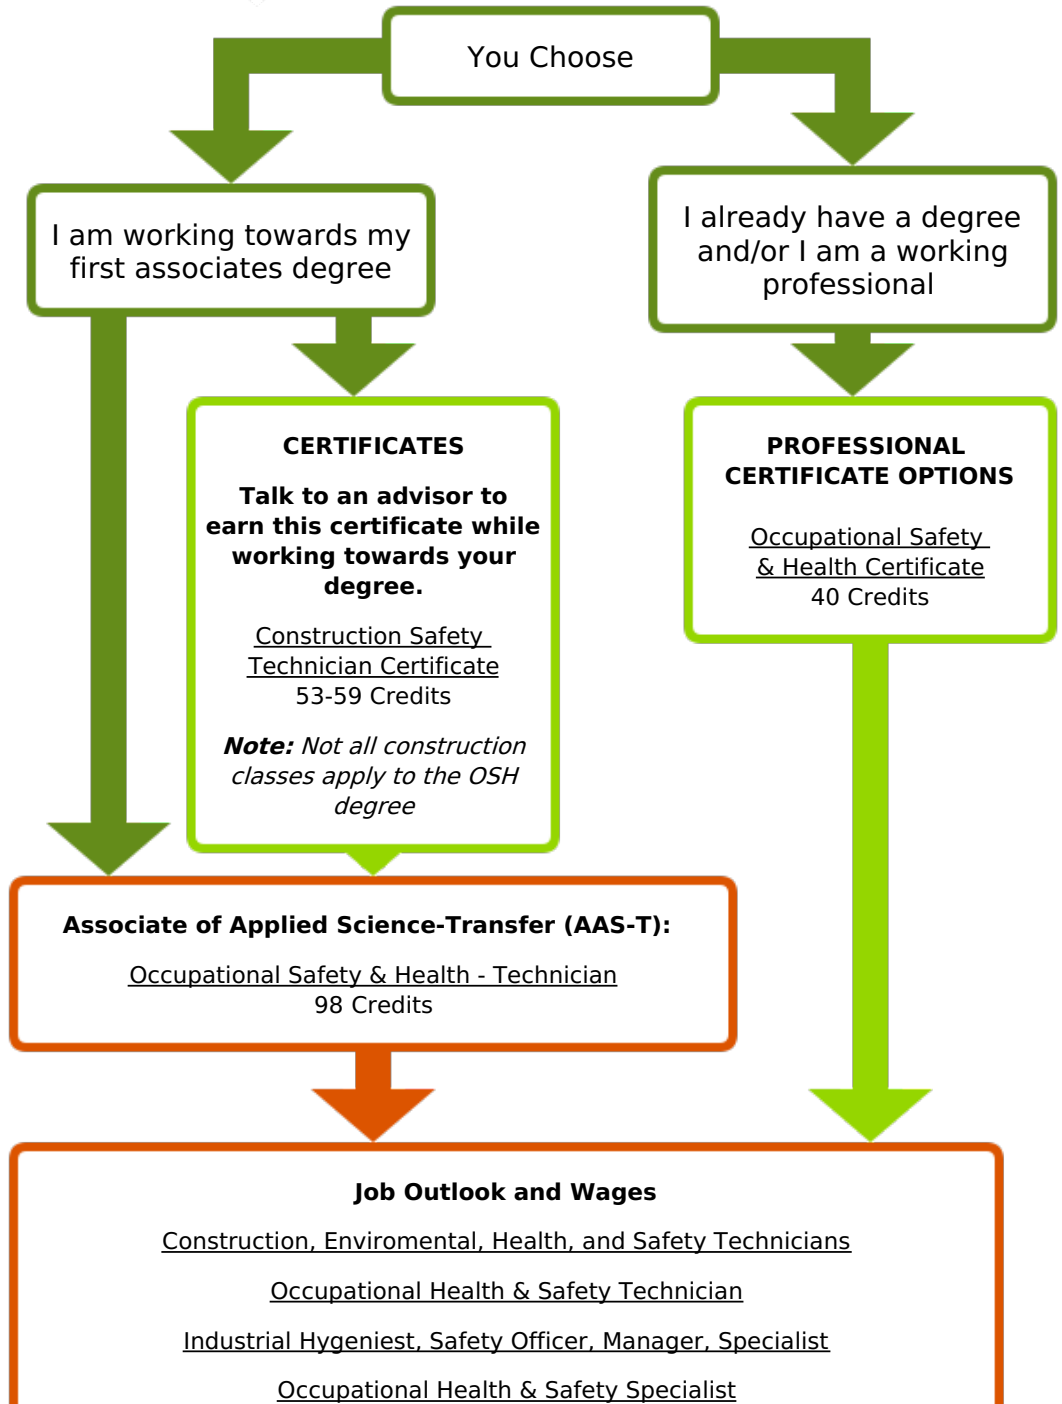 You Choose
I am working towards my
first associates degree
I already have a degree
and/or I am a working
professional
CERTIFICATES
Talk to an advisor to
earn this certificate while
working towards your
degree.
Construction Safety
Technician Certificate
53-59 Credits
Note: Not all construction
classes apply to the OSH
degree
PROFESSIONAL
CERTIFICATE OPTIONS
Occupational Safety
& Health Certificate
40 Credits
Associate of Applied Science-Transfer (AAS-T):
Occupational Safety & Health - Technician
98 Credits
Job Outlook and Wages
Construction, Enviromental, Health, and Safety Technicians
Occupational Health & Safety Technician
Industrial Hygeniest, Safety Officer, Manager, Specialist
Occupational Health & Safety Specialist